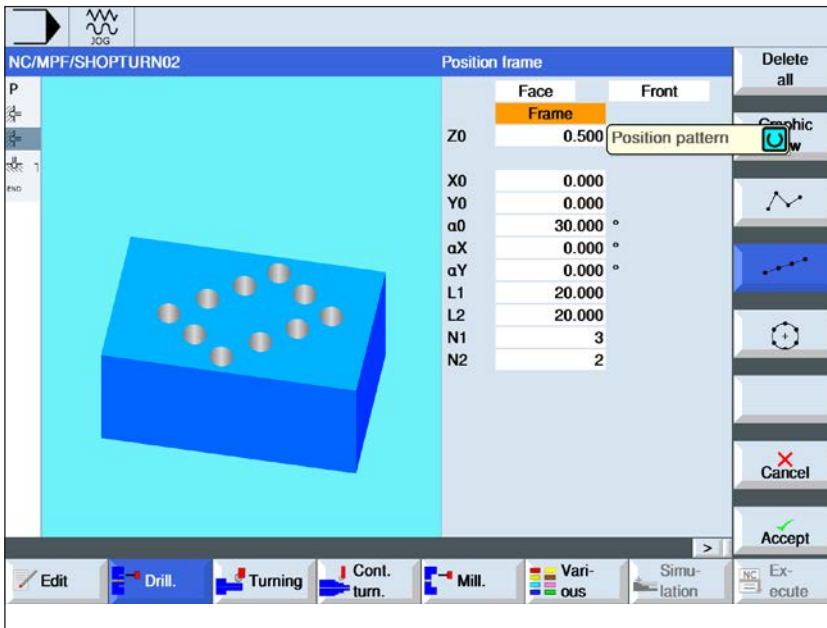 JOG
NC/MPF/SHOPTURN02
Position frame
Delete
all
P
Face Front
Frame
Graphic
w
Z0 0.500
Position pattern
X0 0.000
Y0 0.000
α0 30.000 °
αX 0.000 °
αY 0.000 °
L1 20.000
L2 20.000
N1 3
N2 2
END
Cancel
Accept
>
Edit
Drill.
Turning
Cont.
turn.
Mill.
Vari-
ous
Simu-
lation
NC
Ex-
ecute